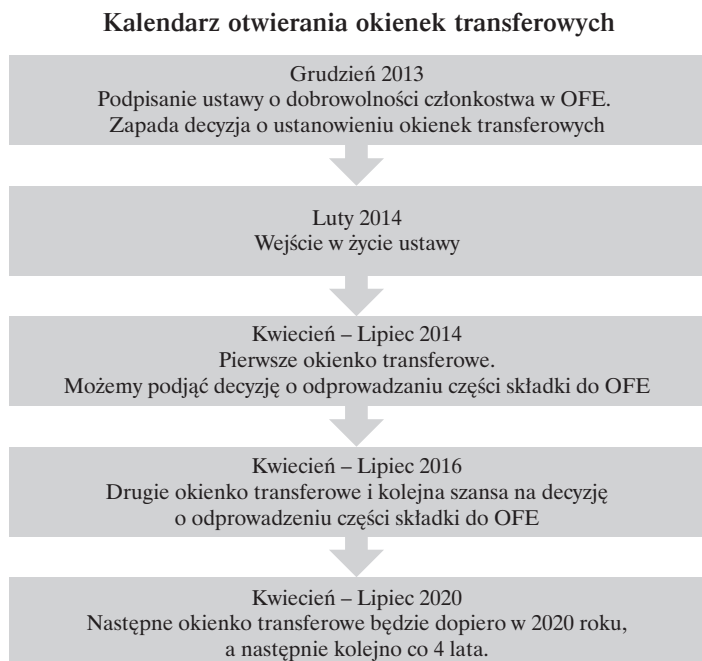 Kalendarz otwierania okienek transferowych
Grudzień 2013
Podpisanie ustawy o dobrowolności członkostwa w OFE.
Zapada decyzja o ustanowieniu okienek transferowych
Luty 2014
Wejście w życie ustawy
Kwiecień – Lipiec 2014
Pierwsze okienko transferowe.
Możemy podjąć decyzję o odprowadzaniu części składki do OFE
Kwiecień – Lipiec 2016
Drugie okienko transferowe i kolejna szansa na decyzję
o odprowadzeniu części składki do OFE
Kwiecień – Lipiec 2020
Następne okienko transferowe będzie dopiero w 2020 roku,
a następnie kolejno co 4 lata.